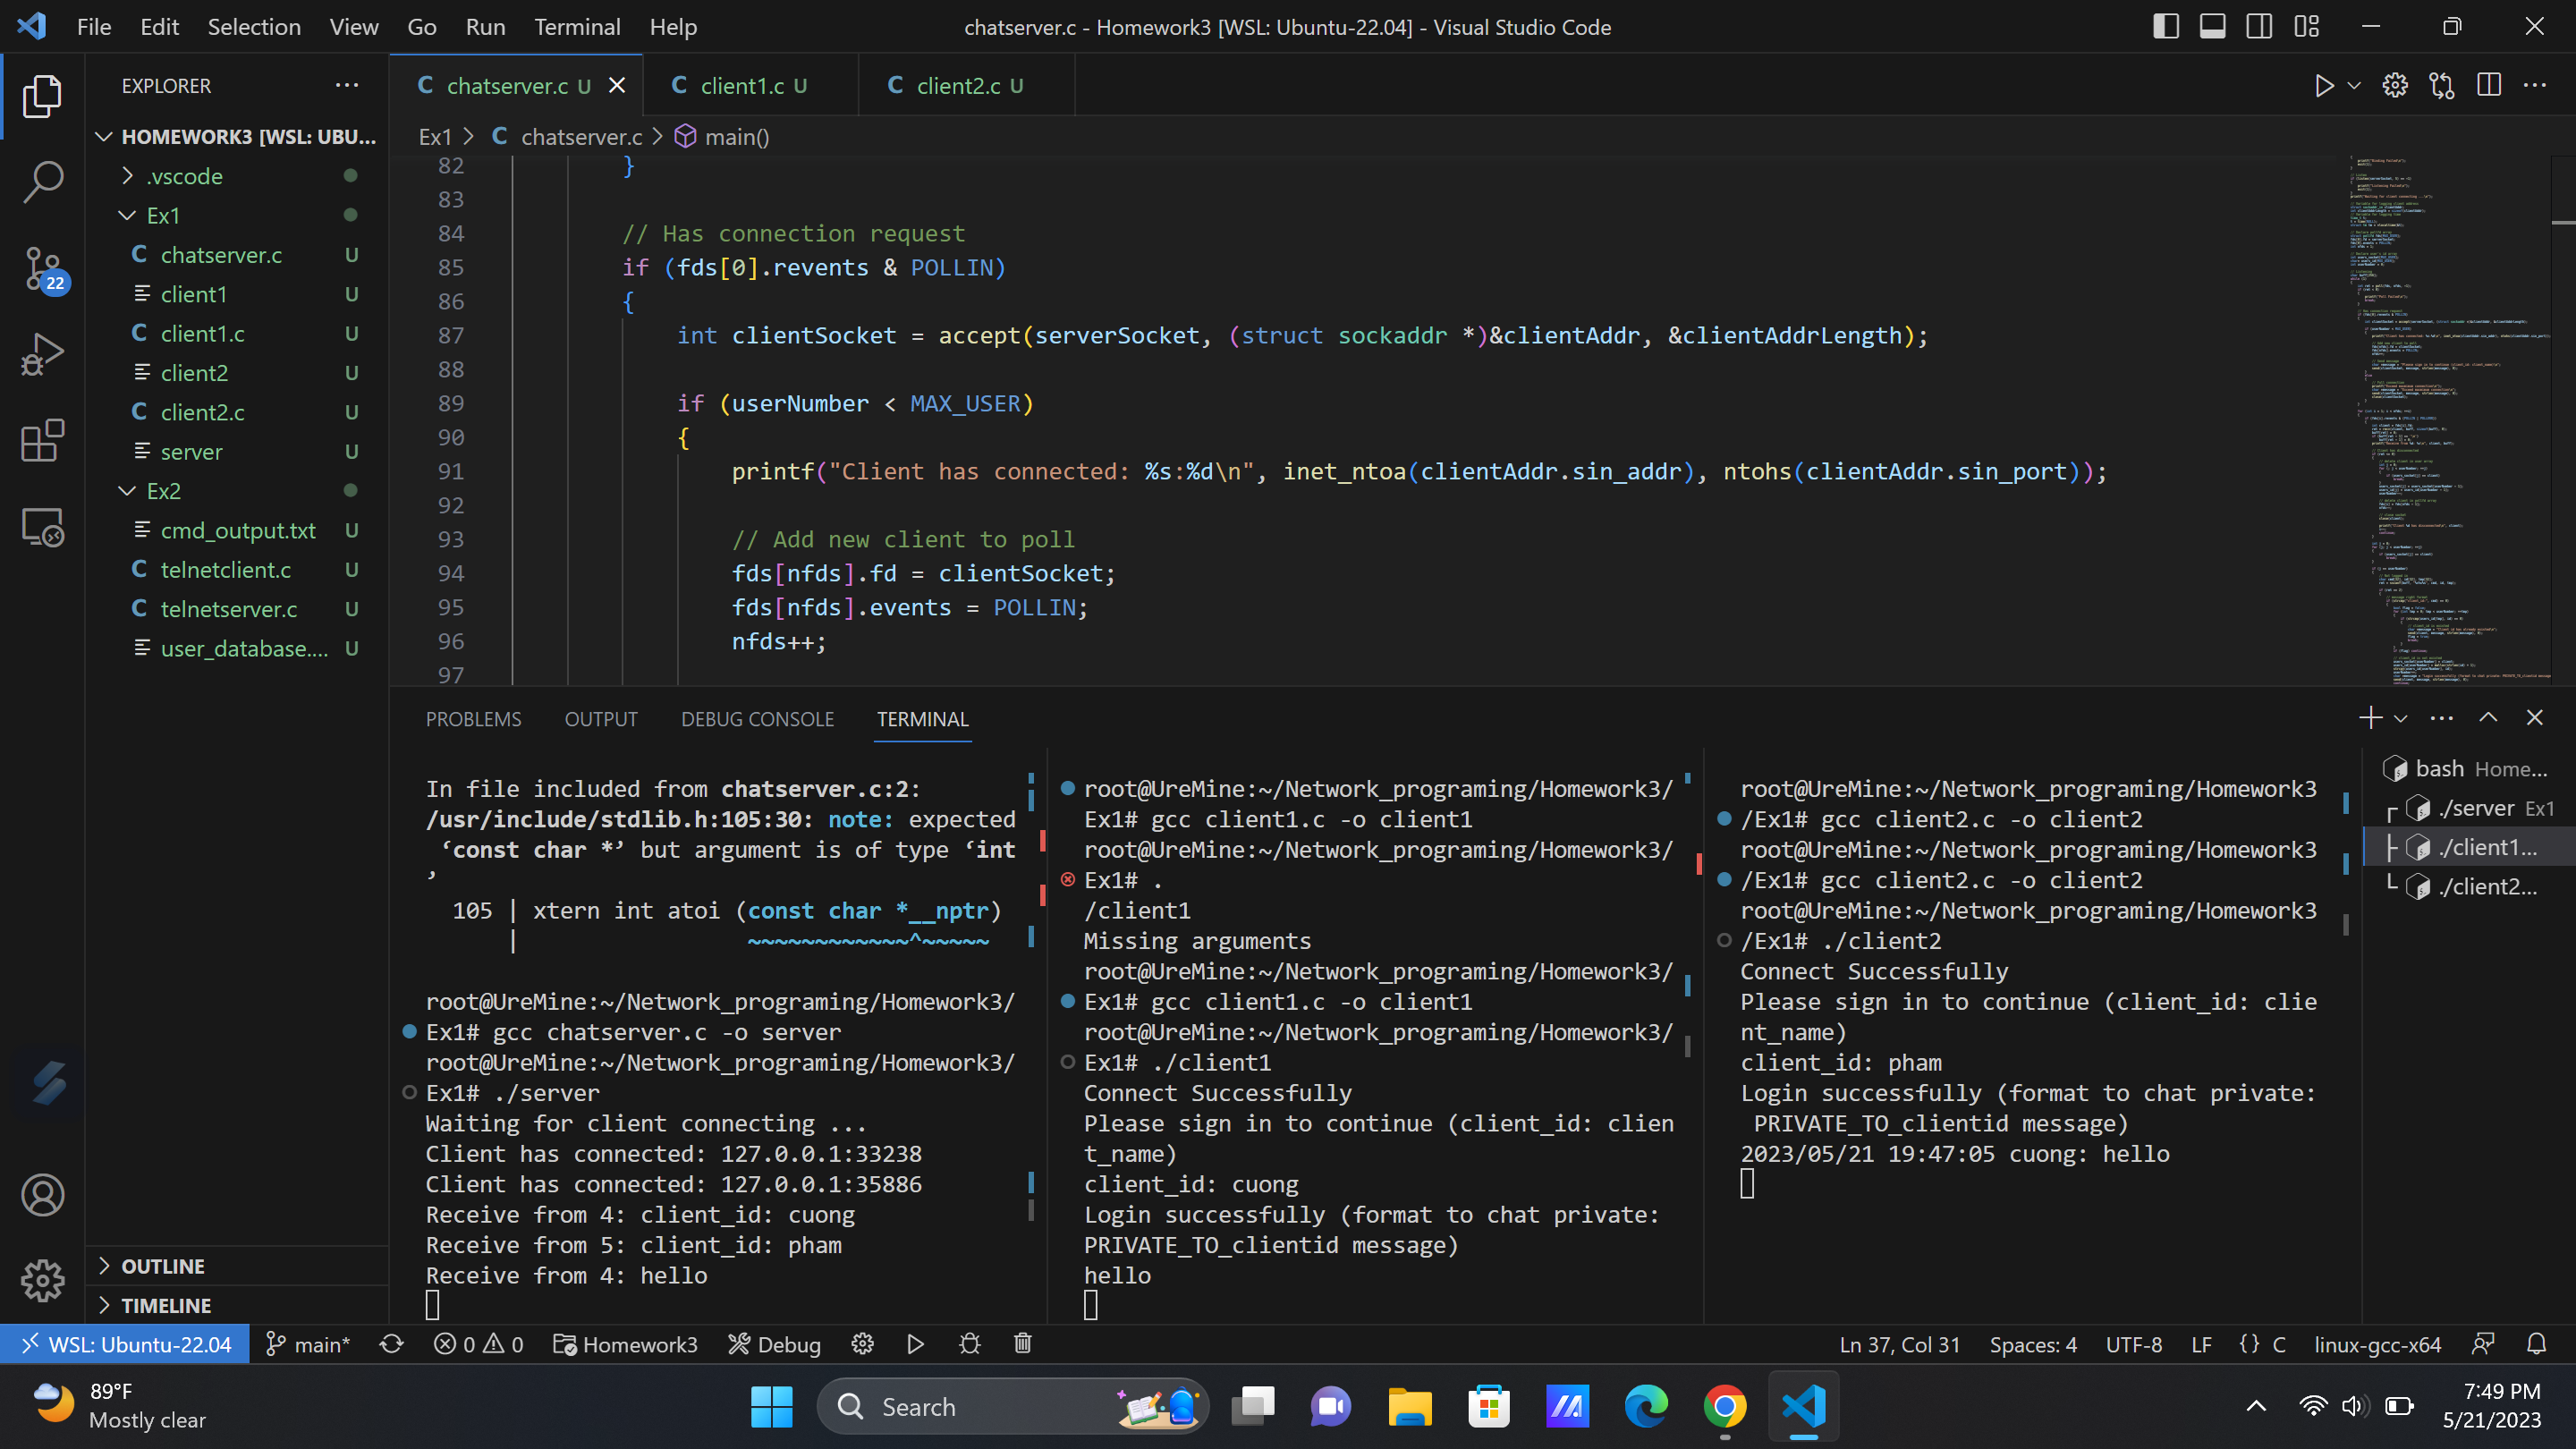 File Edit Selection View Go Run Terminal Help
chatserver.c - Homework3 [WSL: Ubuntu-22.04] - Visual Studio Code
EXPLORER
HOMEWORK3 [WSL: UBU...
.vscode
Ex1
chatserver.c U
client1 U
client1.c U
client2 U
client2.c U
server U
Ex2
cmd_output.txt U
telnetclient.c U
telnetserver.c U
user_database.... U
OUTLINE
TIMELINE
22
C chatserver.c U
C client1.c U
C client2.c U
Ex1 > C chatserver.c > main()
82 }
83
84 // Has connection request
85 if (fds[0].revents & POLLIN)
86 {
87 int clientSocket = accept(serverSocket, (struct sockaddr *)&clientAddr, &clientAddrLength);
88
89 if (userNumber < MAX_USER)
90 {
91 printf("Client has connected: %s:%d\n", inet_ntoa(clientAddr.sin_addr), ntohs(clientAddr.sin_port));
92
93 // Add new client to poll
94 fds[nfds].fd = clientSocket;
95 fds[nfds].events = POLLIN;
96 nfds++;
97
PROBLEMS OUTPUT DEBUG CONSOLE TERMINAL
In file included from chatserver.c:2:
/usr/include/stdlib.h:105:30: note: expected
‘const char *’ but argument is of type ‘int
’
105 | xtern int atoi (const char *__nptr)
| ~~~~~~~~~~~~^~~~~~
root@UreMine:~/Network_programing/Homework3/
Ex1# gcc chatserver.c -o server
root@UreMine:~/Network_programing/Homework3/
Ex1# ./server
Waiting for client connecting ...
Client has connected: 127.0.0.1:33238
Client has connected: 127.0.0.1:35886
Receive from 4: client_id: cuong
Receive from 5: client_id: pham
Receive from 4: hello
root@UreMine:~/Network_programing/Homework3/
Ex1# gcc client1.c -o client1
root@UreMine:~/Network_programing/Homework3/
Ex1# .
/client1
Missing arguments
root@UreMine:~/Network_programing/Homework3/
Ex1# gcc client1.c -o client1
root@UreMine:~/Network_programing/Homework3/
Ex1# ./client1
Connect Successfully
Please sign in to continue (client_id: clien
t_name)
client_id: cuong
Login successfully (format to chat private:
PRIVATE_TO_clientid message)
hello
root@UreMine:~/Network_programing/Homework3
/Ex1# gcc client2.c -o client2
root@UreMine:~/Network_programing/Homework3
/Ex1# gcc client2.c -o client2
root@UreMine:~/Network_programing/Homework3
/Ex1# ./client2
Connect Successfully
Please sign in to continue (client_id: clie
nt_name)
client_id: pham
Login successfully (format to chat private:
PRIVATE_TO_clientid message)
2023/05/21 19:47:05 cuong: hello
bash Home...
./server Ex1
./client1...
./client2...
WSL: Ubuntu-22.04 main* 0 0 Homework3 Debug
Ln 37, Col 31 Spaces: 4 UTF-8 LF {} C linux-gcc-x64
89°F
Mostly clear
Search
7:49 PM
5/21/2023